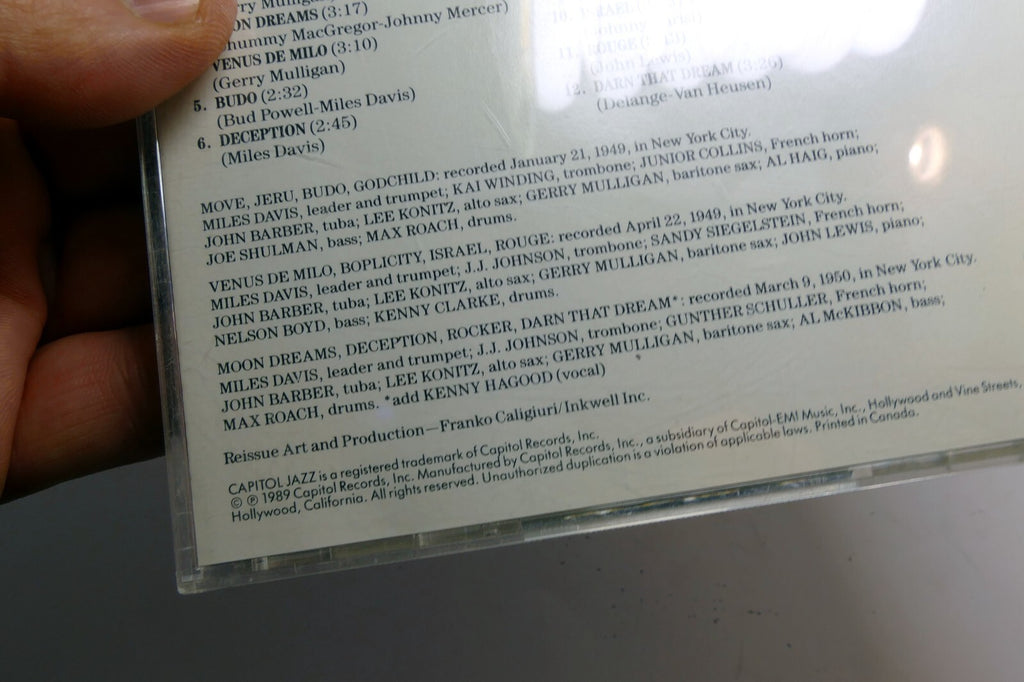 ON DREAMS (3:17)
hummy MacGregor-Johnny Mercer)
VENUS DE MILO (3:10)
(Gerry Mulligan)
5. BUDO (2:32)
(Bud Powell-Miles Davis)
6. DECEPTION (2:45)
(Miles Davis)
10. ISRAEL
11. ROUGE
(John Lewis)
12. DARN THAT DREAM (3:26)
(Delange-Van Heusen)
MOVE, JERU, BUDO, GODCHILD: recorded January 21, 1949, in New York City.
MILES DAVIS, leader and trumpet; KAI WINDING, trombone; JUNIOR COLLINS, French horn;
JOHN BARBER, tuba; LEE KONITZ, alto sax; GERRY MULLIGAN, baritone sax; AL HAIG, piano;
JOE SHULMAN, bass; MAX ROACH, drums.
VENUS DE MILO, BOPLICITY, ISRAEL, ROUGE: recorded April 22, 1949, in New York City.
MILES DAVIS, leader and trumpet; J.J. JOHNSON, trombone; SANDY SIEGELSTEIN, French horn;
JOHN BARBER, tuba; LEE KONITZ, alto sax; GERRY MULLIGAN, baritone sax; JOHN LEWIS, piano;
NELSON BOYD, bass; KENNY CLARKE, drums.
MOON DREAMS, DECEPTION, ROCKER, DARN THAT DREAM*: recorded March 9, 1950, in New York City.
MILES DAVIS, leader and trumpet; J.J. JOHNSON, trombone; GUNTHER SCHULLER, French horn;
JOHN BARBER, tuba; LEE KONITZ, alto sax; GERRY MULLIGAN, baritone sax; AL McKIBBON, bass;
MAX ROACH, drums. *add KENNY HAGOOD (vocal)
Reissue Art and Production—Franko Caligiuri/Inkwell Inc.
CAPITOL JAZZ is a registered trademark of Capitol Records, Inc.
© ℗ 1989 Capitol Records, Inc. Manufactured by Capitol Records, Inc., a subsidiary of Capitol-EMI Music, Inc., Hollywood and Vine Streets,
Hollywood, California. All rights reserved. Unauthorized duplication is a violation of applicable laws. Printed in Canada.